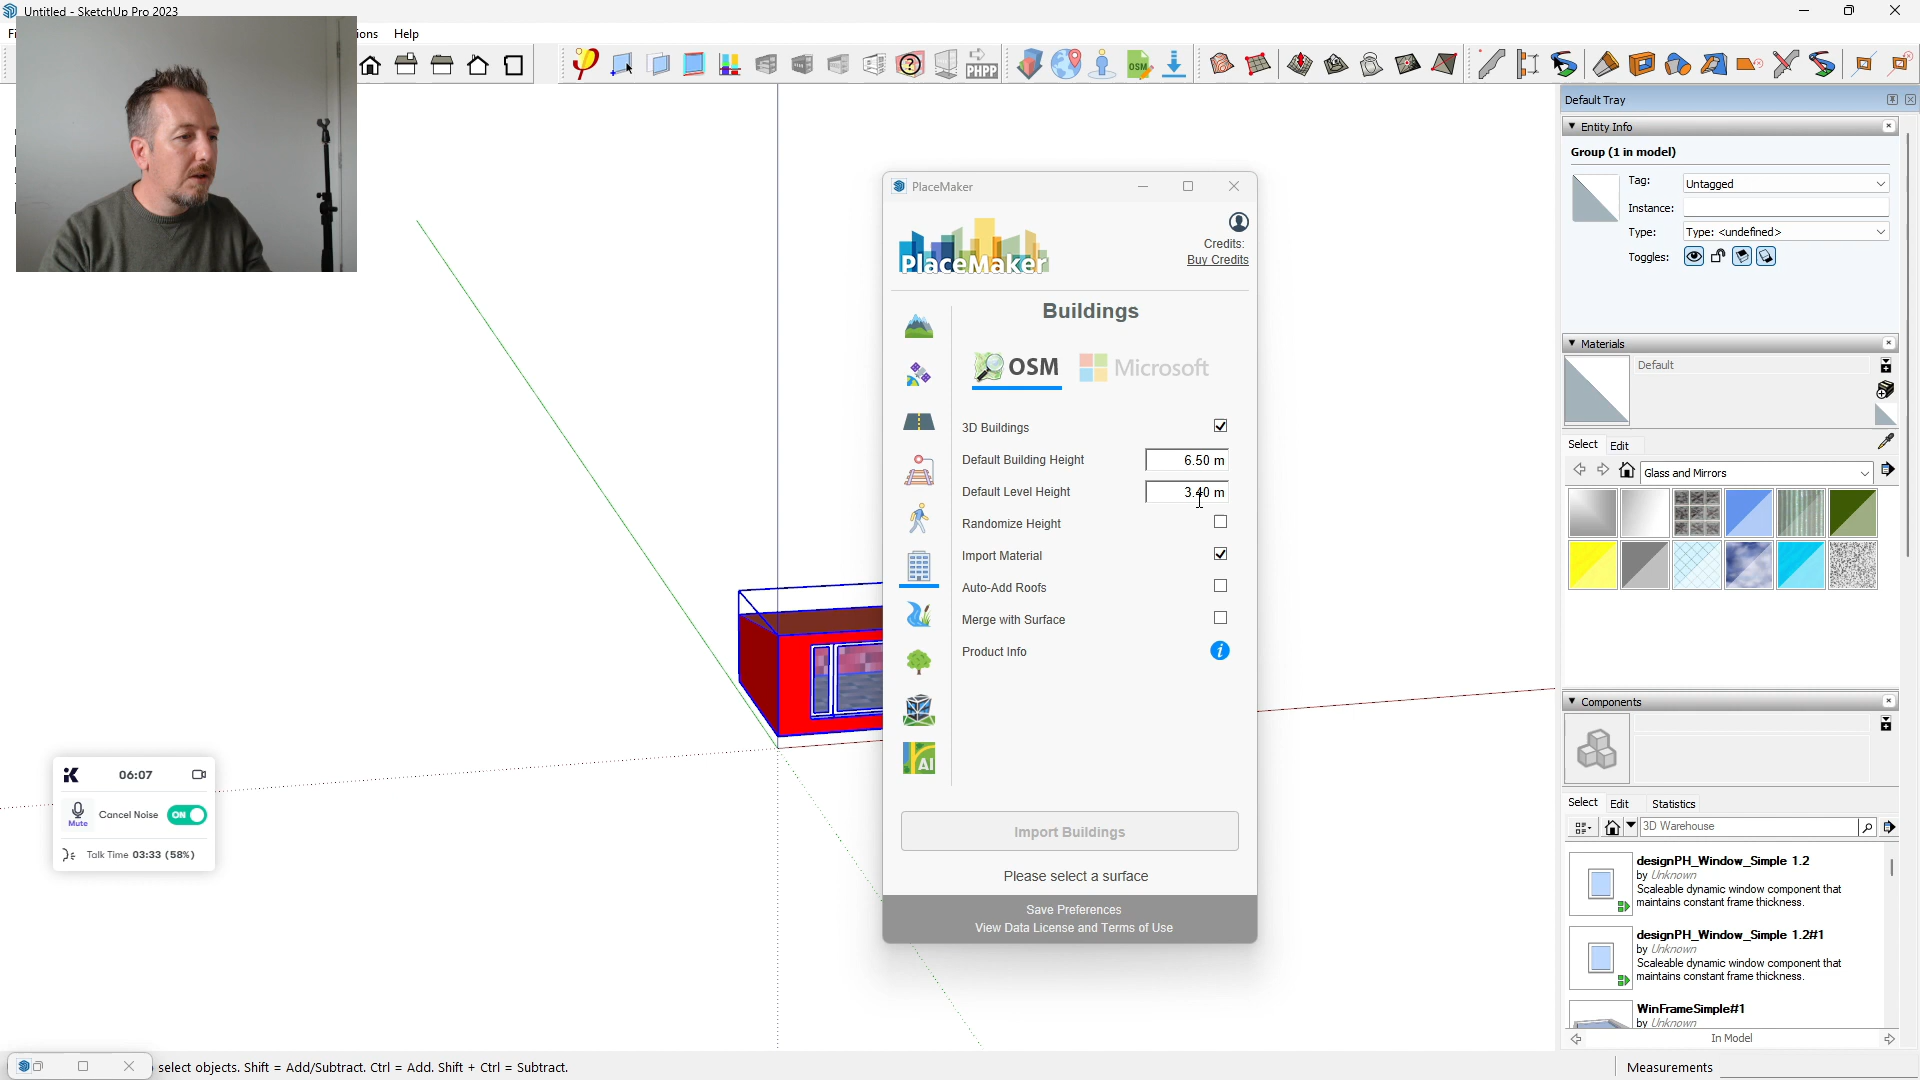 Untitled - SketchUp Pro 2023
ions Help
PHPP
OSM
Default Tray
Entity Info
Group (1 in model)
Tag:
Untagged
Instance:
Type:
Type: <undefined>
Toggles:
PlaceMaker
PlaceMaker
Credits:
Buy Credits
Buildings
OSM
Microsoft
3D Buildings
Default Building Height
6.50 m
Default Level Height
3.40 m
Randomize Height
Import Material
Auto-Add Roofs
Merge with Surface
Product Info
i
AI
Import Buildings
Please select a surface
Save Preferences
View Data License and Terms of Use
Materials
Default
Select Edit
Glass and Mirrors
Components
Select Edit Statistics
3D Warehouse
designPH_Window_Simple 1.2
by Unknown
Scaleable dynamic window component that
maintains constant frame thickness.
designPH_Window_Simple 1.2#1
by Unknown
Scaleable dynamic window component that
maintains constant frame thickness.
WinFrameSimple#1
by Unknown
In Model
06:07
Mute
Cancel Noise
ON
Talk Time 03:33 (58%)
select objects. Shift = Add/Subtract. Ctrl = Add. Shift + Ctrl = Subtract.
Measurements